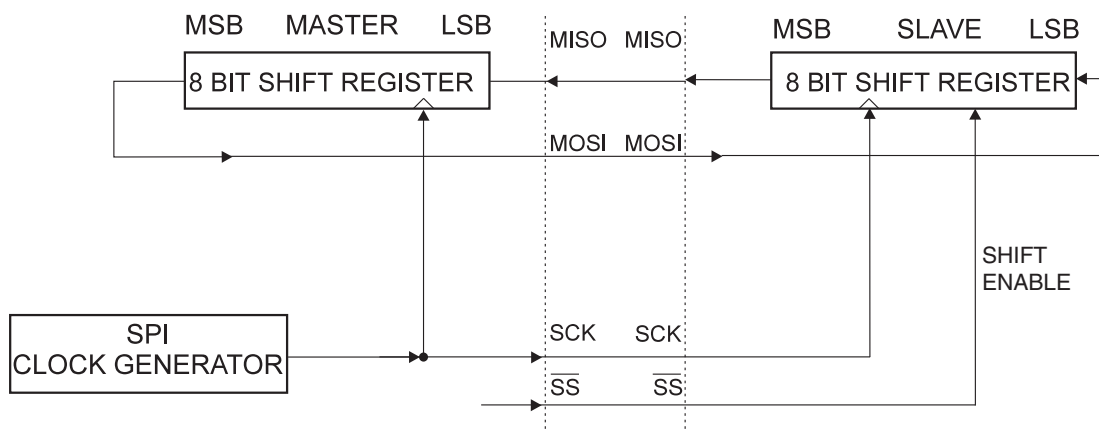 MSB MASTER LSB
8 BIT SHIFT REGISTER
MISO MISO
MSB SLAVE LSB
8 BIT SHIFT REGISTER
MOSI MOSI
SHIFT
ENABLE
SPI
CLOCK GENERATOR
SCK SCK
SS SS